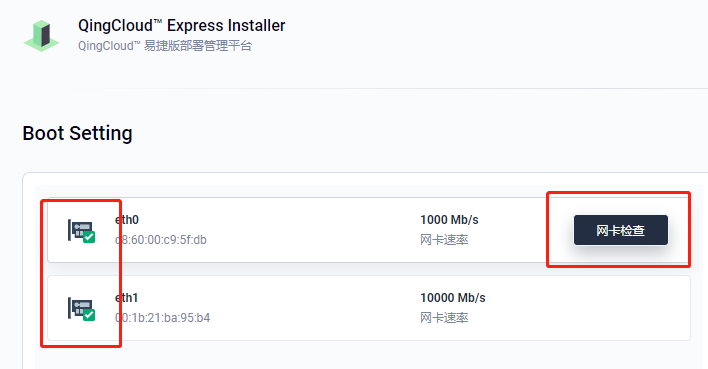 QingCloud™ Express Installer
QingCloud™ 易捷版部署管理平台
Boot Setting
eth0
1000 Mb/s
网卡检查
c8:60:00:c9:5f:db
网卡速率
eth1
10000 Mb/s
00:1b:21:ba:95:b4
网卡速率